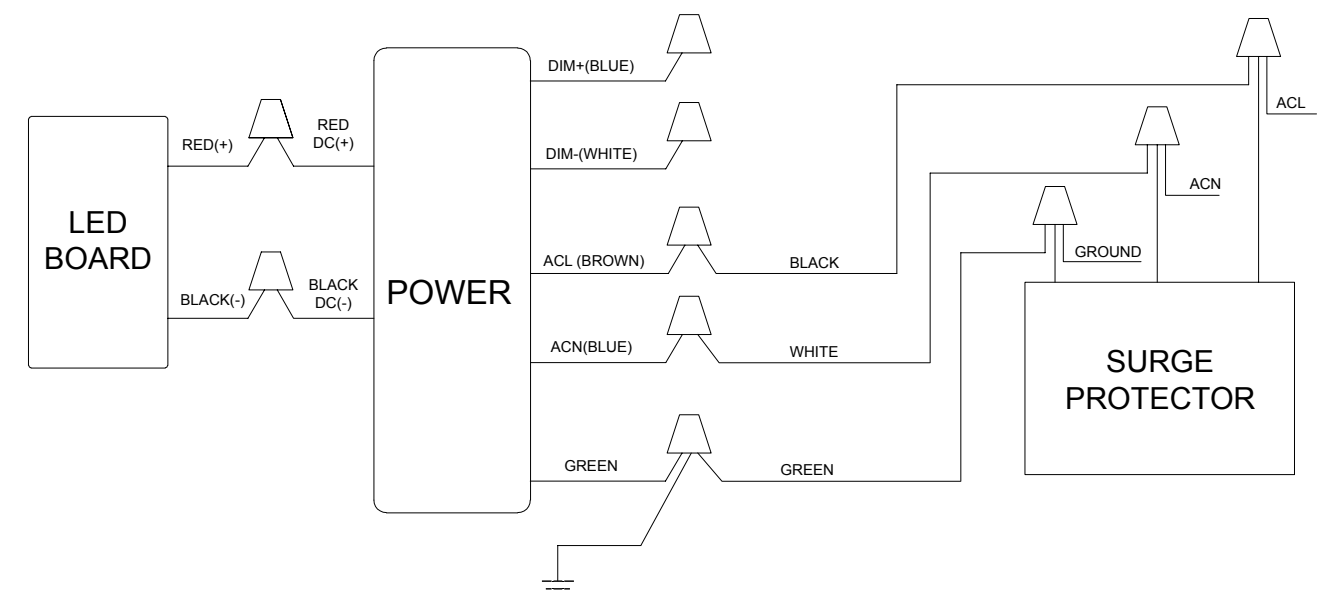 DIM+(BLUE)
ACL
RED
DC(+)
RED(+)
DIM-(WHITE)
ACN
LED
BOARD
GROUND
ACL (BROWN)
BLACK
BLACK(-)
BLACK
DC(-)
POWER
ACN(BLUE)
WHITE
SURGE
PROTECTOR
GREEN
GREEN